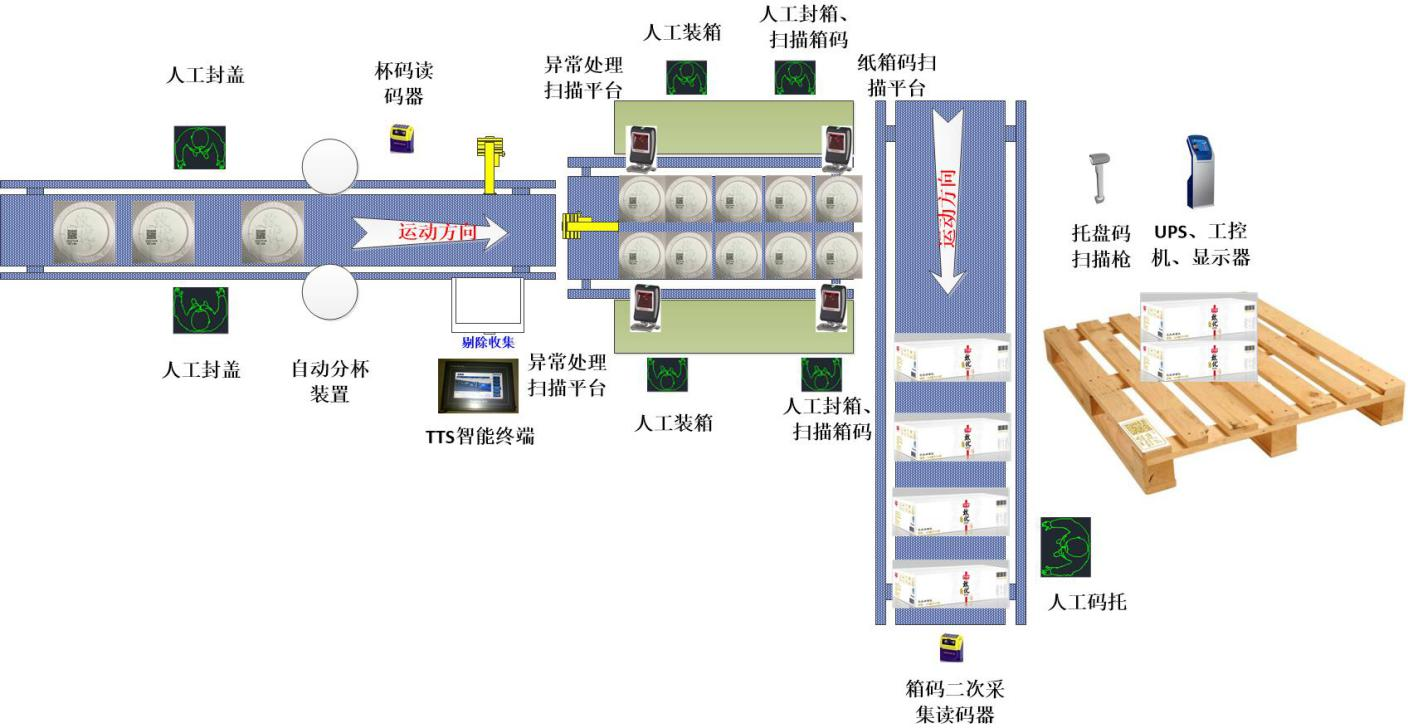 人工封盖
杯码读
码器
异常处理
扫描平台
人工装箱
人工封箱、
扫描箱码
纸箱码扫
描平台
运动方向
运动方向
托盘码
扫描枪
UPS、工控
机、显示器
人工封盖
自动分杯
装置
剔除收集
TTS智能终端
异常处理
扫描平台
人工装箱
人工封箱、
扫描箱码
人工码托
箱码二次采
集读码器